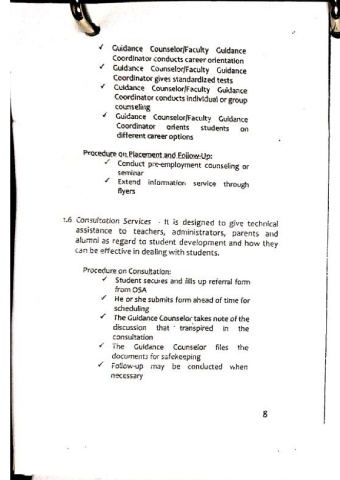 ✓ Guidance Counselor/Faculty Guidance
Coordinator conducts career orientation
✓ Guidance Counselor/Faculty Guidance
Coordinator gives standardized tests
✓ Guidance Counselor/Faculty Guidance
Coordinator conducts individual or group
counseling
✓ Guidance Counselor/Faculty Guidance
Coordinator orients students on
different career options
Procedure on Placement and Follow-Up:
✓ Conduct pre-employment counseling or
seminar
✓ Extend information service through
flyers
1.6 Consultation Services - It is designed to give technical
assistance to teachers, administrators, parents and
alumni as regard to student development and how they
can be effective in dealing with students.
Procedure on Consultation:
✓ Student secures and fills up referral form
from OSA
✓ He or she submits form ahead of time for
scheduling
✓ The Guidance Counselor takes note of the
discussion that transpired in the
consultation
✓ The Guidance Counselor files the
documents for safekeeping
✓ Follow-up may be conducted when
necessary
8